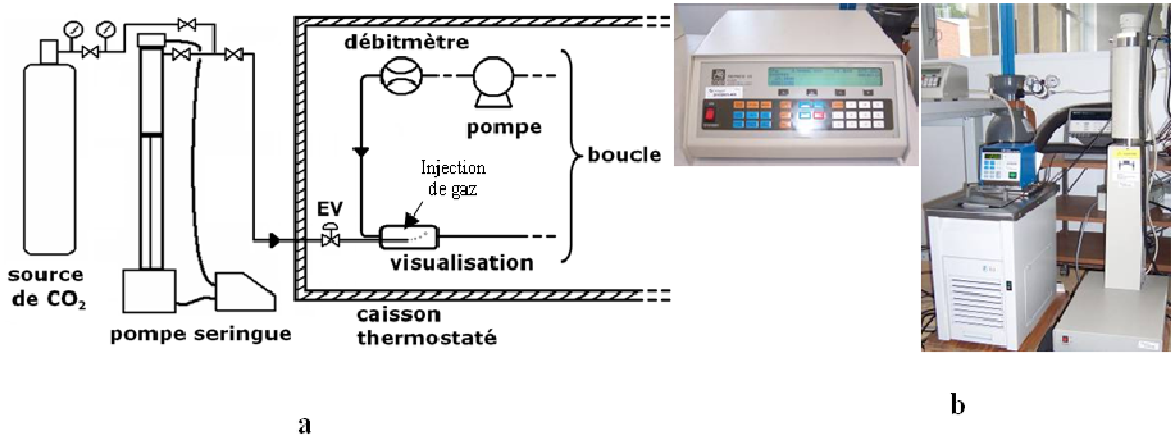 débitmètre
pompe
boucle
Injection
de gaz
EV
visualisation
source
de CO₂
pompe seringue
caisson
thermostaté
a
b